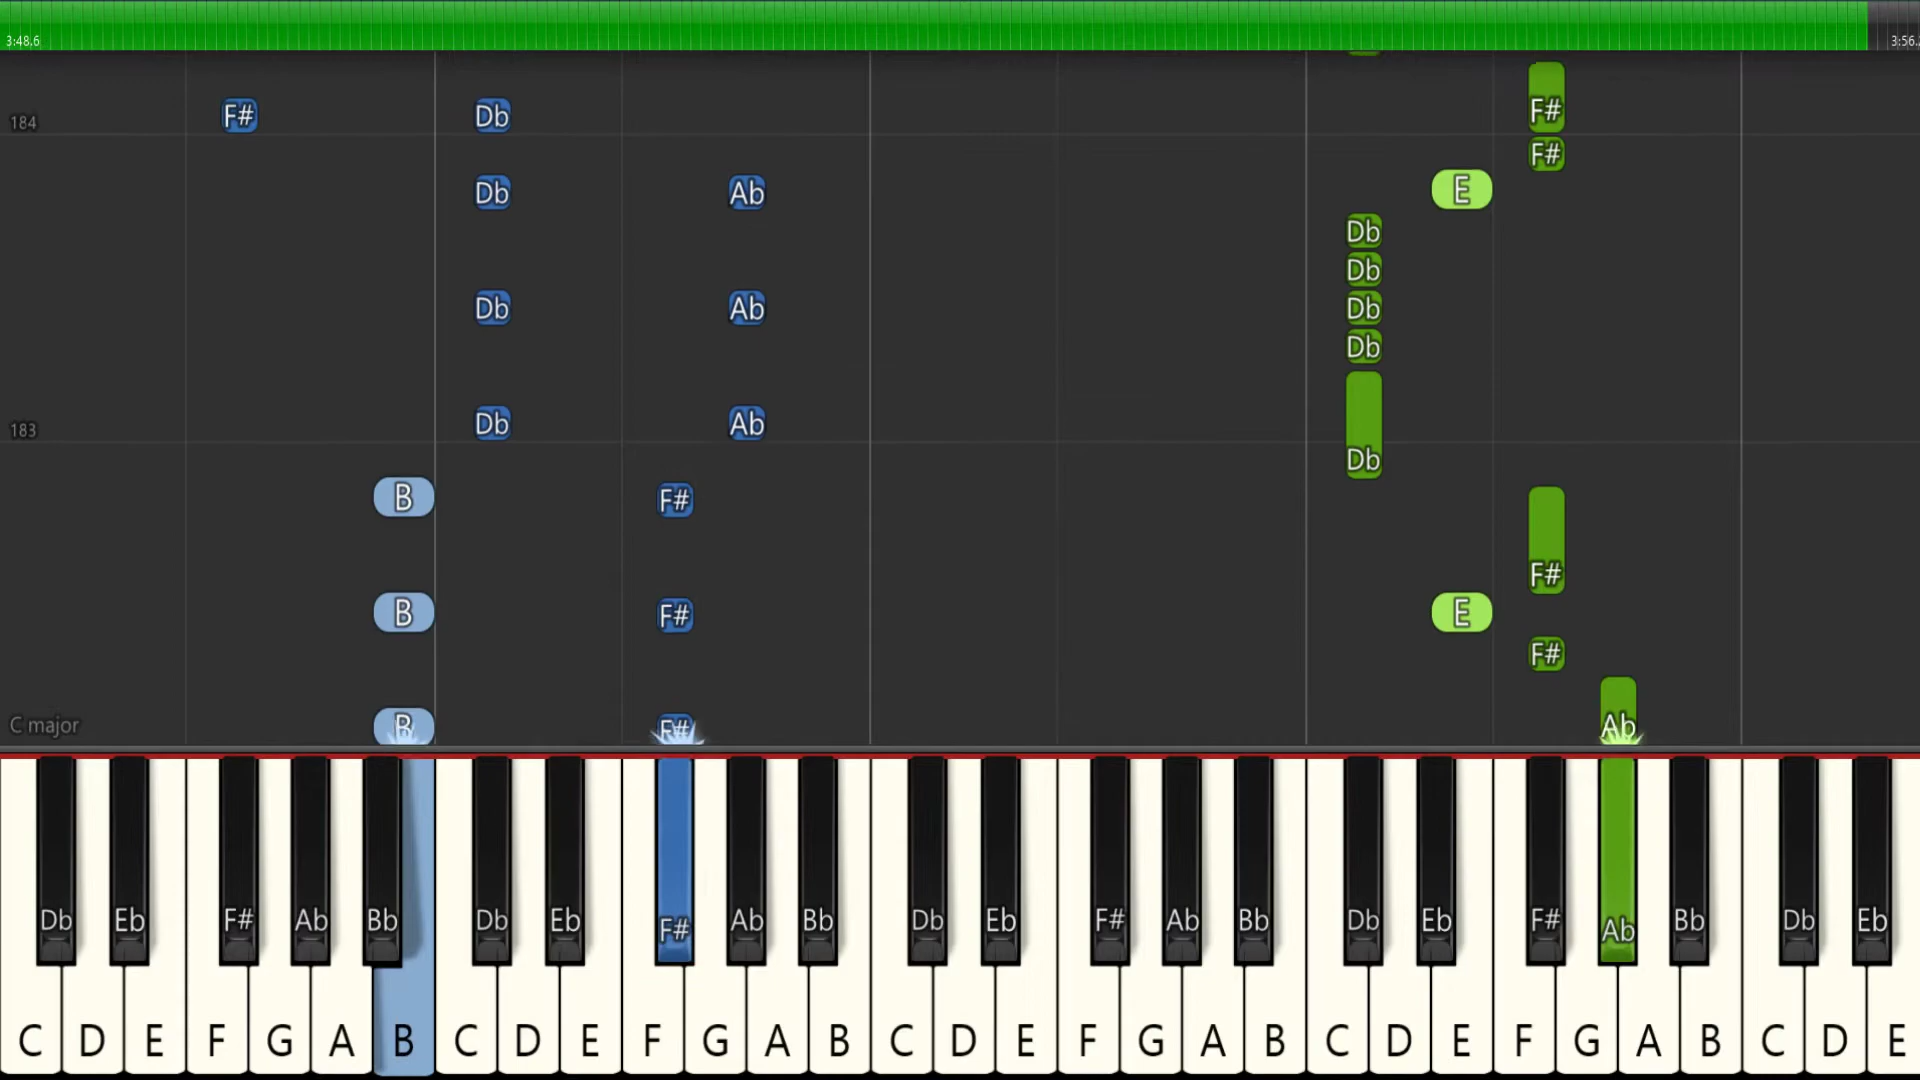 3:48.6 3:56.
184 F# Db F#
F#
Db Ab E
Db
Db
Db Ab Db
Db
183 Db Ab
Db
B F#
F#
B F# E
F#
C major B F# Ab
Db Eb F# Ab Bb Db Eb F# Ab Bb Db Eb F# Ab Bb Db Eb F# Ab Bb Db Eb
C D E F G A B C D E F G A B C D E F G A B C D E F G A B C D E